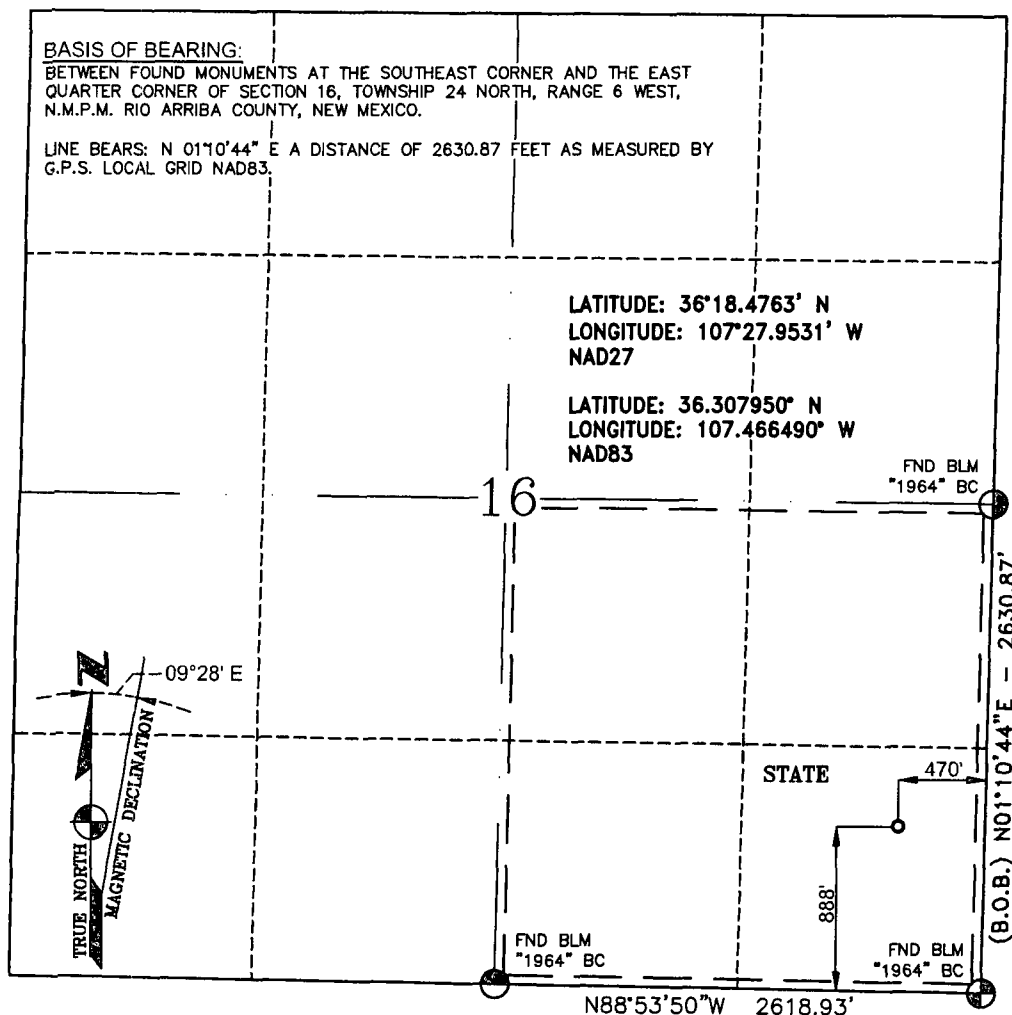 BASIS OF BEARING:
BETWEEN FOUND MONUMENTS AT THE SOUTHEAST CORNER AND THE EAST
QUARTER CORNER OF SECTION 16, TOWNSHIP 24 NORTH, RANGE 6 WEST,
N.M.P.M. RIO ARRIBA COUNTY, NEW MEXICO.
LINE BEARS: N 01°10'44" E A DISTANCE OF 2630.87 FEET AS MEASURED BY
G.P.S. LOCAL GRID NAD83.
LATITUDE: 36°18.4763' N
LONGITUDE: 107°27.9531' W
NAD27
LATITUDE: 36.307950° N
LONGITUDE: 107.466490° W
NAD83
FND BLM
"1964" BC
16
(B.O.B.) N01°10'44"E - 2630.87'
N
09°28' E
TRUE NORTH
MAGNETIC DECLINATION
STATE
470'
888'
FND BLM
"1964" BC
FND BLM
"1964" BC
N88°53'50"W 2618.93'